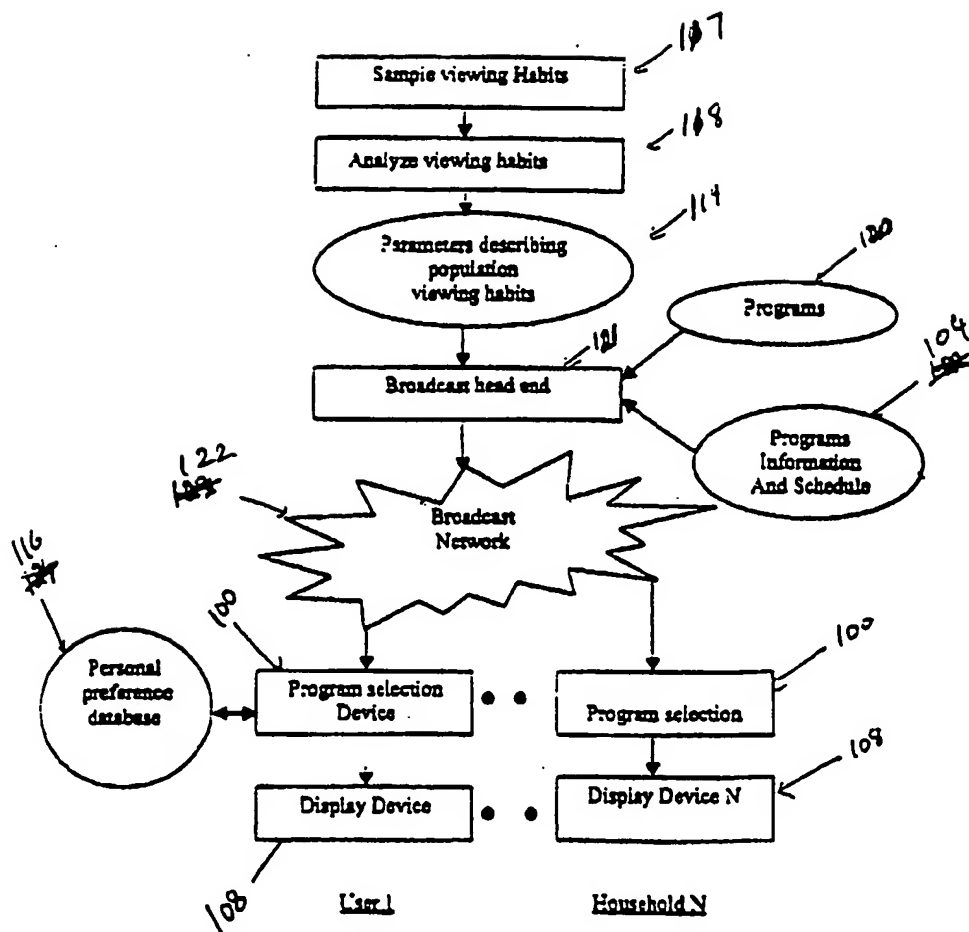 Sample viewing Habits
Analyze viewing habits
114
Parameters describing
population
viewing habits
Programs
104
Broadcast head end
Programs
Information
And Schedule
122
Broadcast
Network
116
100
100
Personal
preference
database
Program selection
Device
Program selection
108
Display Device
Display Device N
108
User 1
Household N